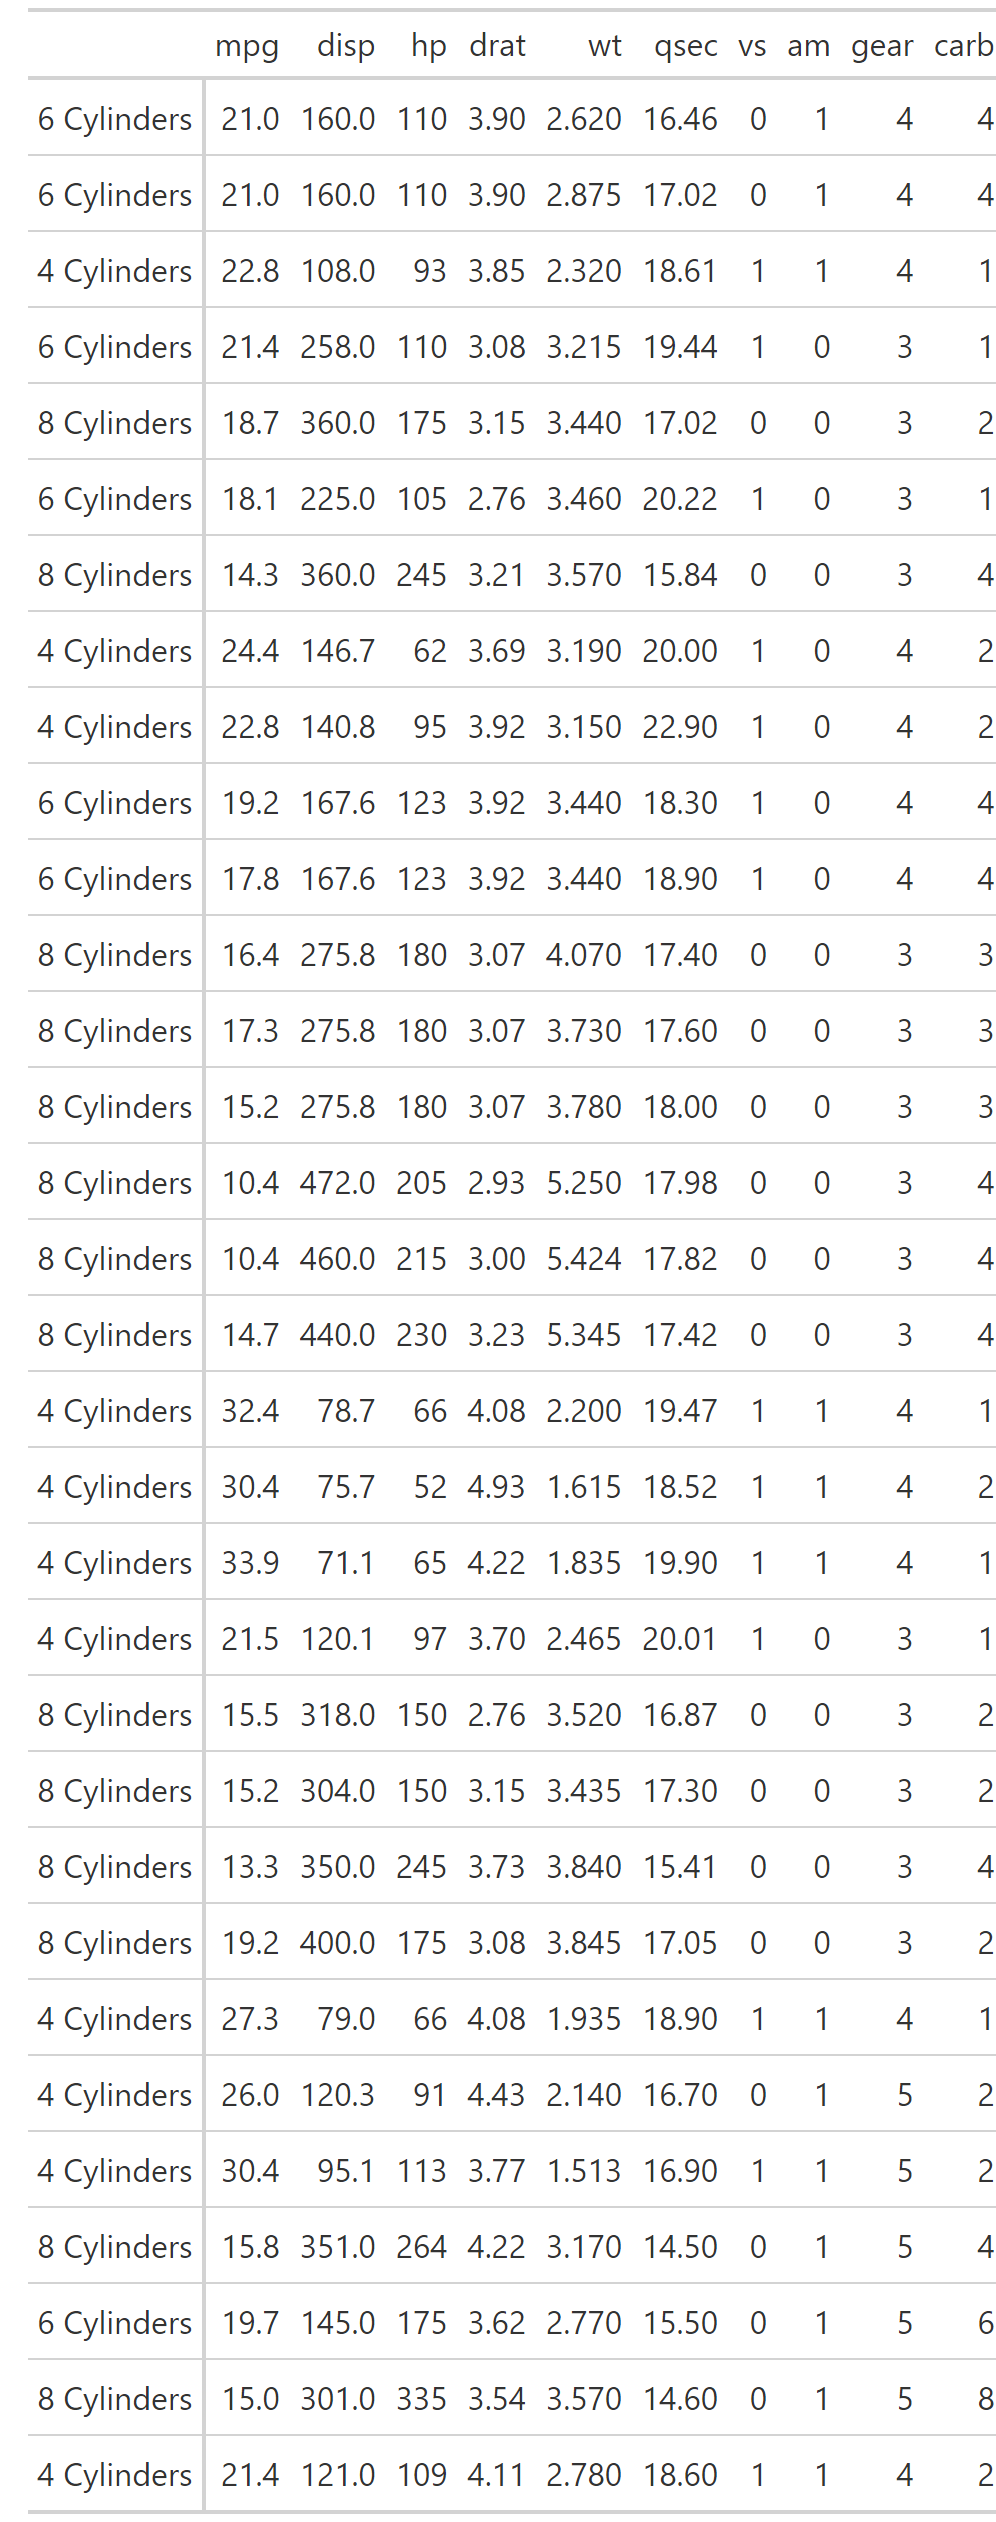 mpg disp hp drat wt qsec vs am gear carb
6 Cylinders 21.0 160.0 110 3.90 2.620 16.46 0 1 4 4
6 Cylinders 21.0 160.0 110 3.90 2.875 17.02 0 1 4 4
4 Cylinders 22.8 108.0 93 3.85 2.320 18.61 1 1 4 1
6 Cylinders 21.4 258.0 110 3.08 3.215 19.44 1 0 3 1
8 Cylinders 18.7 360.0 175 3.15 3.440 17.02 0 0 3 2
6 Cylinders 18.1 225.0 105 2.76 3.460 20.22 1 0 3 1
8 Cylinders 14.3 360.0 245 3.21 3.570 15.84 0 0 3 4
4 Cylinders 24.4 146.7 62 3.69 3.190 20.00 1 0 4 2
4 Cylinders 22.8 140.8 95 3.92 3.150 22.90 1 0 4 2
6 Cylinders 19.2 167.6 123 3.92 3.440 18.30 1 0 4 4
6 Cylinders 17.8 167.6 123 3.92 3.440 18.90 1 0 4 4
8 Cylinders 16.4 275.8 180 3.07 4.070 17.40 0 0 3 3
8 Cylinders 17.3 275.8 180 3.07 3.730 17.60 0 0 3 3
8 Cylinders 15.2 275.8 180 3.07 3.780 18.00 0 0 3 3
8 Cylinders 10.4 472.0 205 2.93 5.250 17.98 0 0 3 4
8 Cylinders 10.4 460.0 215 3.00 5.424 17.82 0 0 3 4
8 Cylinders 14.7 440.0 230 3.23 5.345 17.42 0 0 3 4
4 Cylinders 32.4 78.7 66 4.08 2.200 19.47 1 1 4 1
4 Cylinders 30.4 75.7 52 4.93 1.615 18.52 1 1 4 2
4 Cylinders 33.9 71.1 65 4.22 1.835 19.90 1 1 4 1
4 Cylinders 21.5 120.1 97 3.70 2.465 20.01 1 0 3 1
8 Cylinders 15.5 318.0 150 2.76 3.520 16.87 0 0 3 2
8 Cylinders 15.2 304.0 150 3.15 3.435 17.30 0 0 3 2
8 Cylinders 13.3 350.0 245 3.73 3.840 15.41 0 0 3 4
8 Cylinders 19.2 400.0 175 3.08 3.845 17.05 0 0 3 2
4 Cylinders 27.3 79.0 66 4.08 1.935 18.90 1 1 4 1
4 Cylinders 26.0 120.3 91 4.43 2.140 16.70 0 1 5 2
4 Cylinders 30.4 95.1 113 3.77 1.513 16.90 1 1 5 2
8 Cylinders 15.8 351.0 264 4.22 3.170 14.50 0 1 5 4
6 Cylinders 19.7 145.0 175 3.62 2.770 15.50 0 1 5 6
8 Cylinders 15.0 301.0 335 3.54 3.570 14.60 0 1 5 8
4 Cylinders 21.4 121.0 109 4.11 2.780 18.60 1 1 4 2